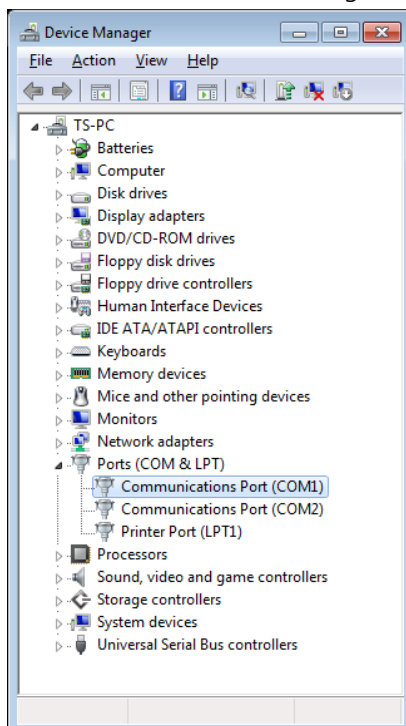 Device Manager
File Action View Help
TS-PC
Batteries
Computer
Disk drives
Display adapters
DVD/CD-ROM drives
Floppy disk drives
Floppy drive controllers
Human Interface Devices
IDE ATA/ATAPI controllers
Keyboards
Memory devices
Mice and other pointing devices
Monitors
Network adapters
Ports (COM & LPT)
Communications Port (COM1)
Communications Port (COM2)
Printer Port (LPT1)
Processors
Sound, video and game controllers
Storage controllers
System devices
Universal Serial Bus controllers